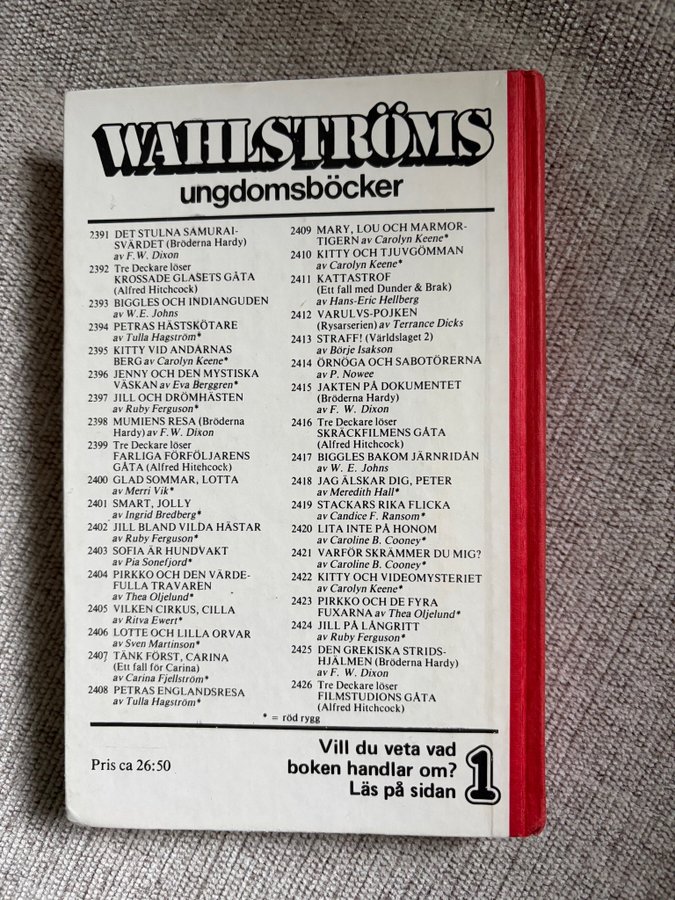 WAHLSTRÖMS
ungdomsböcker
2391 DET STULNA SAMURAI-
SVÄRDET (Bröderna Hardy)
av F. W. Dixon
2392 Tre Deckare löser
KROSSADE GLASETS GÅTA
(Alfred Hitchcock)
2393 BIGGLES OCH INDIANGUDEN
av W.E. Johns
2394 PETRAS HÄSTSKÖTARE
av Tulla Hagström*
2395 KITTY VID ANDARNAS
BERG av Carolyn Keene*
2396 JENNY OCH DEN MYSTISKA
VÄSKAN av Eva Berggren*
2397 JILL OCH DRÖMHÄSTEN
av Ruby Ferguson*
2398 MUMIENS RESA (Bröderna
Hardy) av F.W. Dixon
2399 Tre Deckare löser
FARLIGA FÖRFÖLJARENS
GÅTA (Alfred Hitchcock)
2400 GLAD SOMMAR, LOTTA
av Merri Vik*
2401 SMART, JOLLY
av Ingrid Bredberg*
2402 JILL BLAND VILDA HÄSTAR
av Ruby Ferguson*
2403 SOFIA ÄR HUNDVAKT
av Pia Sonefjord*
2404 PIRKKO OCH DEN VÄRDE-
FULLA TRAVAREN
av Thea Oljelund*
2405 VILKEN CIRKUS, CILLA
av Ritva Ewert*
2406 LOTTE OCH LILLA ORVAR
av Sven Martinson*
2407 TÄNK FÖRST, CARINA
(Ett fall för Carina)
av Carina Fjellström*
2408 PETRAS ENGLANDSRESA
av Tulla Hagström*
2409 MARY, LOU OCH MARMOR-
TIGERN av Carolyn Keene*
2410 KITTY OCH TJUVGÖMMAN
av Carolyn Keene*
2411 KATTASTROF
(Ett fall med Dunder & Brak)
av Hans-Eric Hellberg
2412 VARULVS-POJKEN
(Rysarserien) av Terrance Dicks
2413 STRAFF! (Världslaget 2)
av Börje Isakson
2414 ÖRNÖGA OCH SABOTÖRERNA
av P. Nowee
2415 JAKTEN PÅ DOKUMENTET
(Bröderna Hardy)
av F. W. Dixon
2416 Tre Deckare löser
SKRÄCKFILMENS GÅTA
(Alfred Hitchcock)
2417 BIGGLES BAKOM JÄRNRIDÅN
av W. E. Johns
2418 JAG ÄLSKAR DIG, PETER
av Meredith Hall*
2419 STACKARS RIKA FLICKA
av Candice F. Ransom*
2420 LITA INTE PÅ HONOM
av Caroline B. Cooney*
2421 VARFÖR SKRÄMMER DU MIG?
av Caroline B. Cooney*
2422 KITTY OCH VIDEOMYSTERIET
av Carolyn Keene*
2423 PIRKKO OCH DE FYRA
FUXARNA av Thea Oljelund*
2424 JILL PÅ LÅNGRITT
av Ruby Ferguson*
2425 DEN GREKISKA STRIDS-
HJÄLMEN (Bröderna Hardy)
av F. W. Dixon
2426 Tre Deckare löser
FILMSTUDIONS GÅTA
(Alfred Hitchcock)
* = röd rygg
Pris ca 26:50
Vill du veta vad
boken handlar om?
Läs på sidan 1